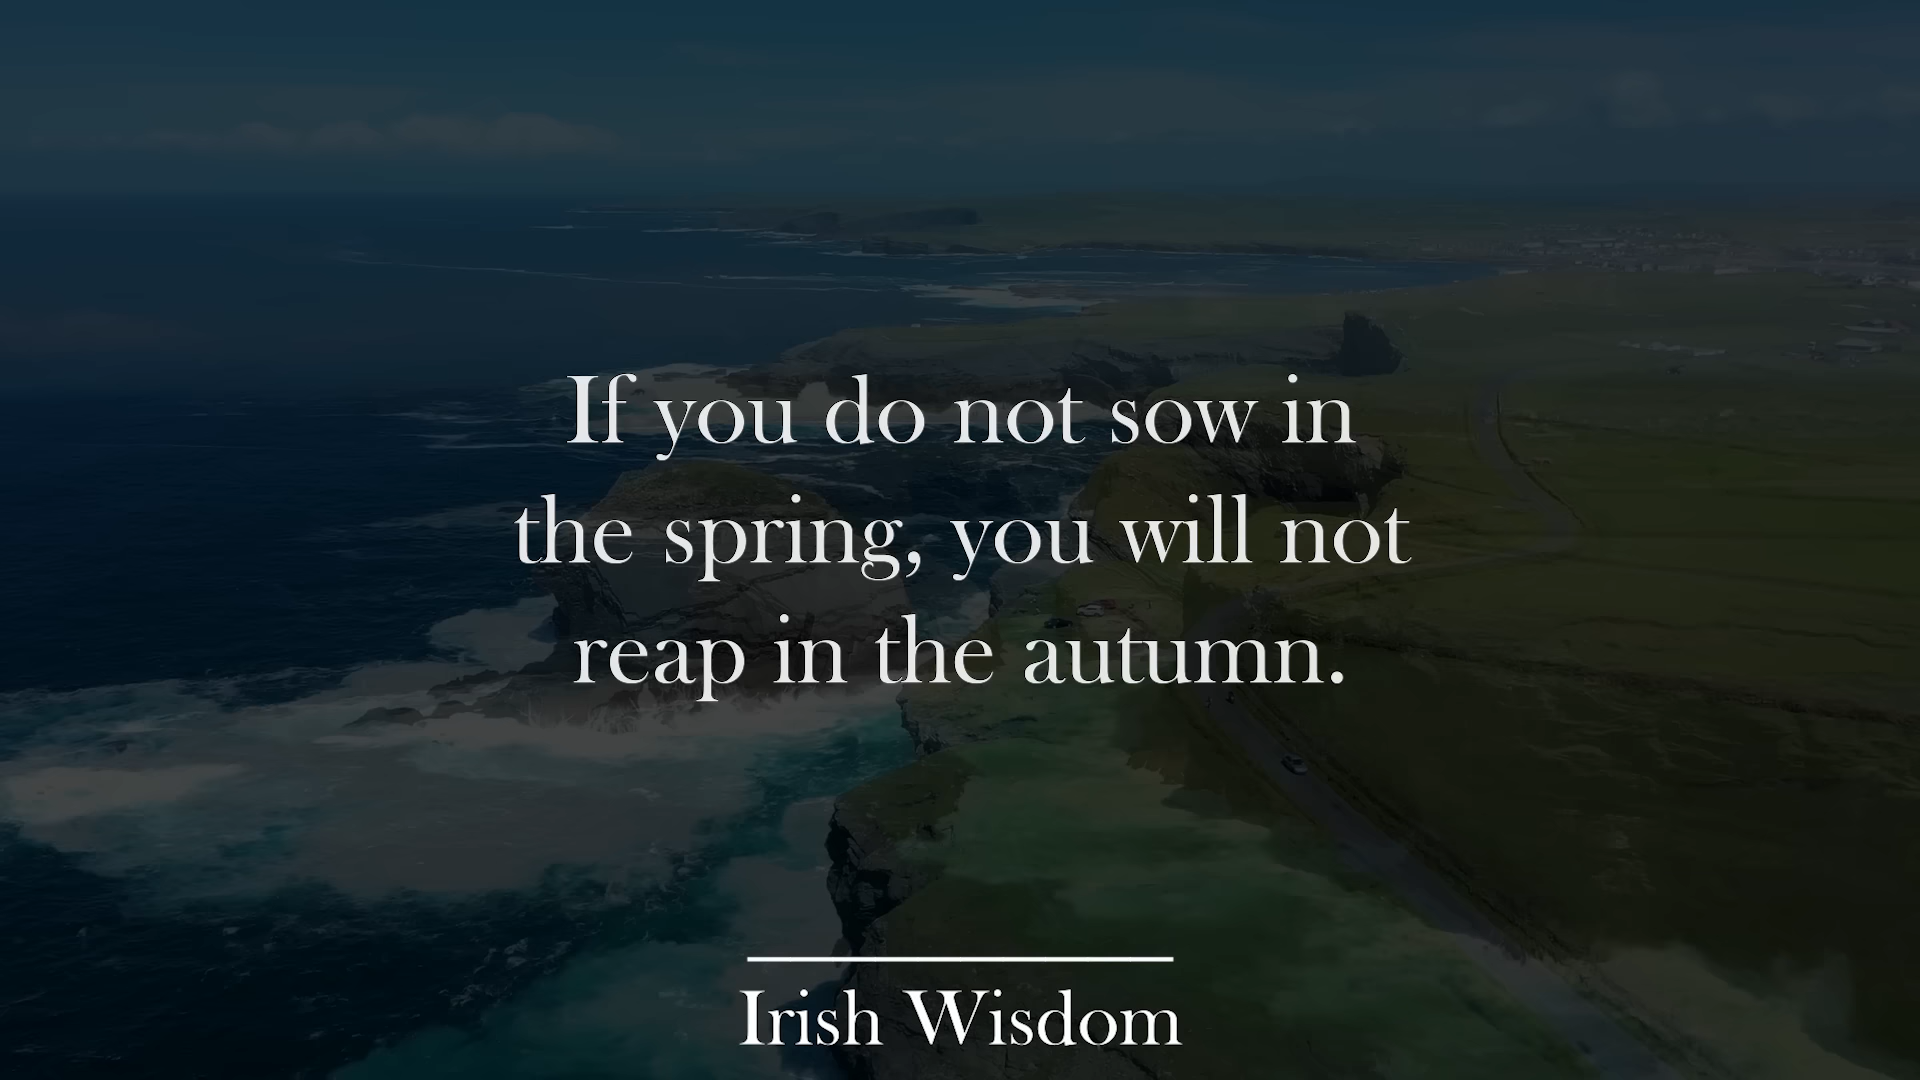 If you do not sow in
the spring, you will not
reap in the autumn.
Irish Wisdom